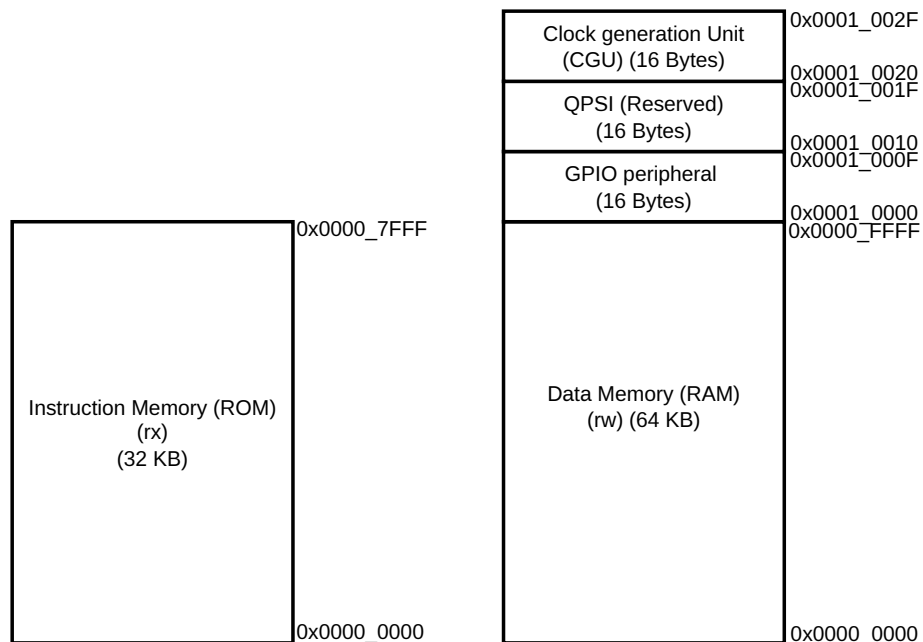 Clock generation Unit
(CGU) (16 Bytes)
0x0001_002F
0x0001_0020
QPSI (Reserved)
(16 Bytes)
0x0001_001F
0x0001_0010
GPIO peripheral
(16 Bytes)
0x0001_000F
0x0001_0000
Instruction Memory (ROM)
(rx)
(32 KB)
0x0000_7FFF
0x0000_0000
Data Memory (RAM)
(rw) (64 KB)
0x0000_FFFF
0x0000_0000